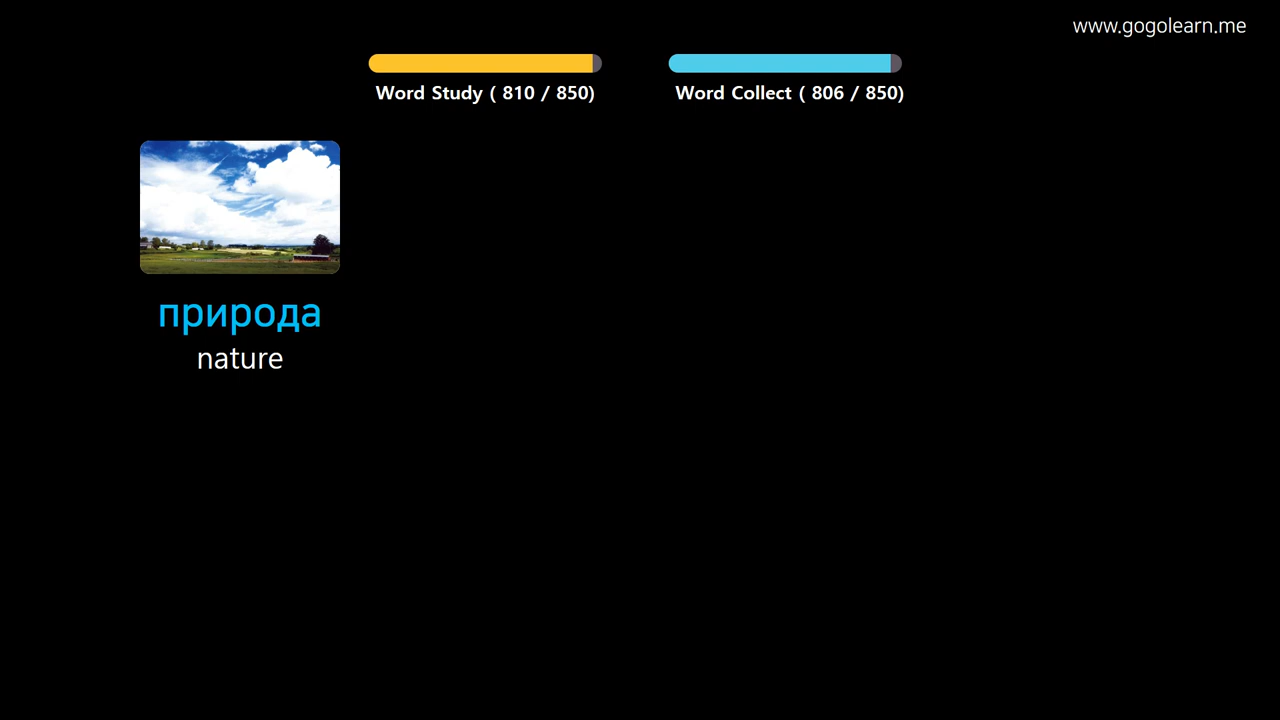 www.gogolearn.me
Word Study ( 810 / 850)
Word Collect ( 806 / 850)
природа
nature